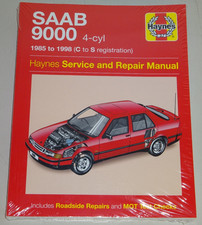 SAAB
9000 4-cyl
Haynes
1985 to 1998 (C to S registration)
Haynes Service and Repair Manual
Includes Roadside Repairs and MOT Test Checks